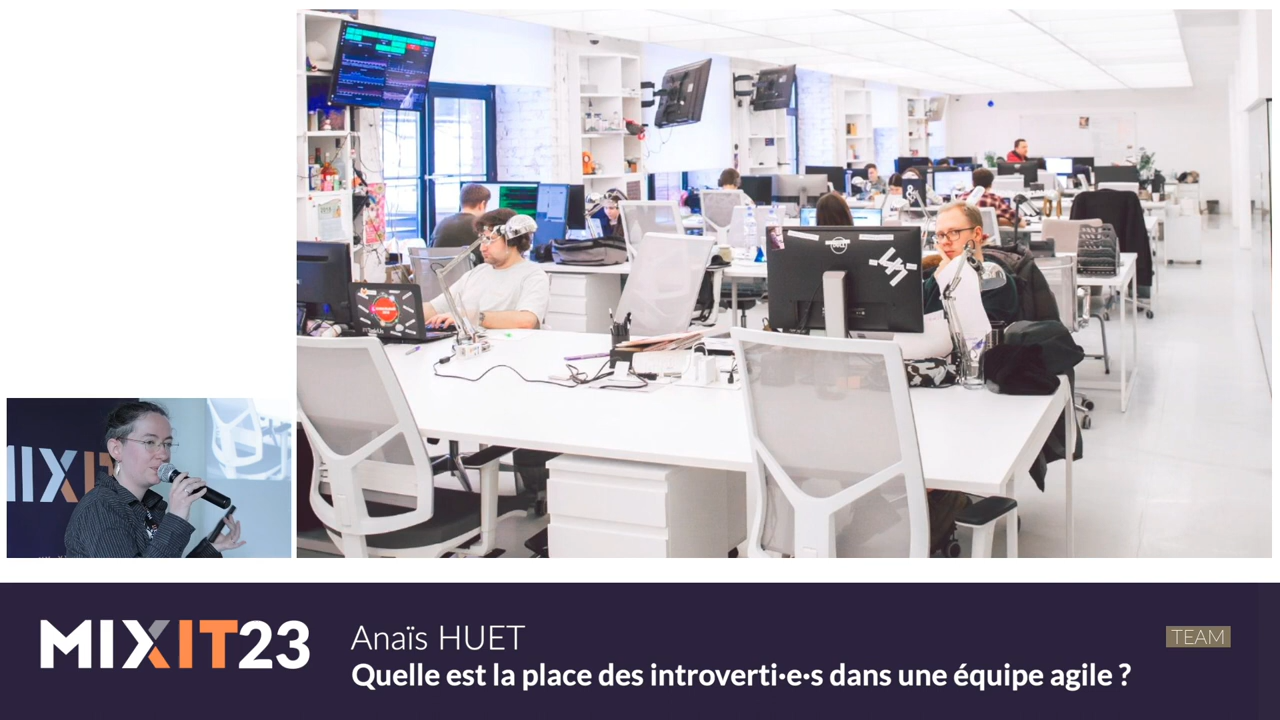 MIXIT
MIXIT23
Anaïs HUET
TEAM
Quelle est la place des introverti·e·s dans une équipe agile ?